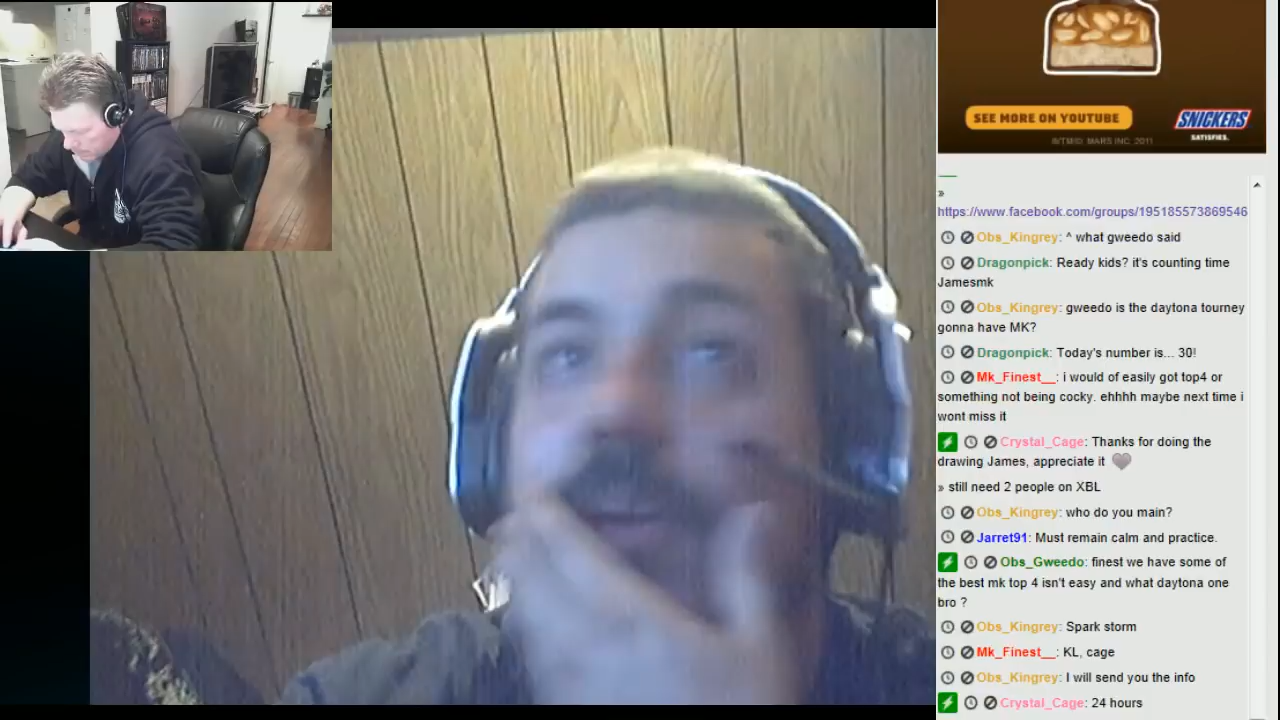 SEE MORE ON YOUTUBE
SNICKERS
SATISFIES.
©/TM/© MARS INC, 2011
»
https://www.facebook.com/groups/195185573869546
Obs_Kingrey: ^ what gweedo said
Dragonpick: Ready kids? it's counting time
Jamesmk
Obs_Kingrey: gweedo is the daytona tourney
gonna have MK?
Dragonpick: Today's number is... 30!
Mk_Finest__: i would of easily got top4 or
something not being cocky. ehhhh maybe next time i
wont miss it
Crystal_Cage: Thanks for doing the
drawing James, appreciate it
» still need 2 people on XBL
Obs_Kingrey: who do you main?
Jarret91: Must remain calm and practice.
Obs_Gweedo: finest we have some of
the best mk top 4 isn't easy and what daytona one
bro ?
Obs_Kingrey: Spark storm
Mk_Finest__: KL, cage
Obs_Kingrey: I will send you the info
Crystal_Cage: 24 hours